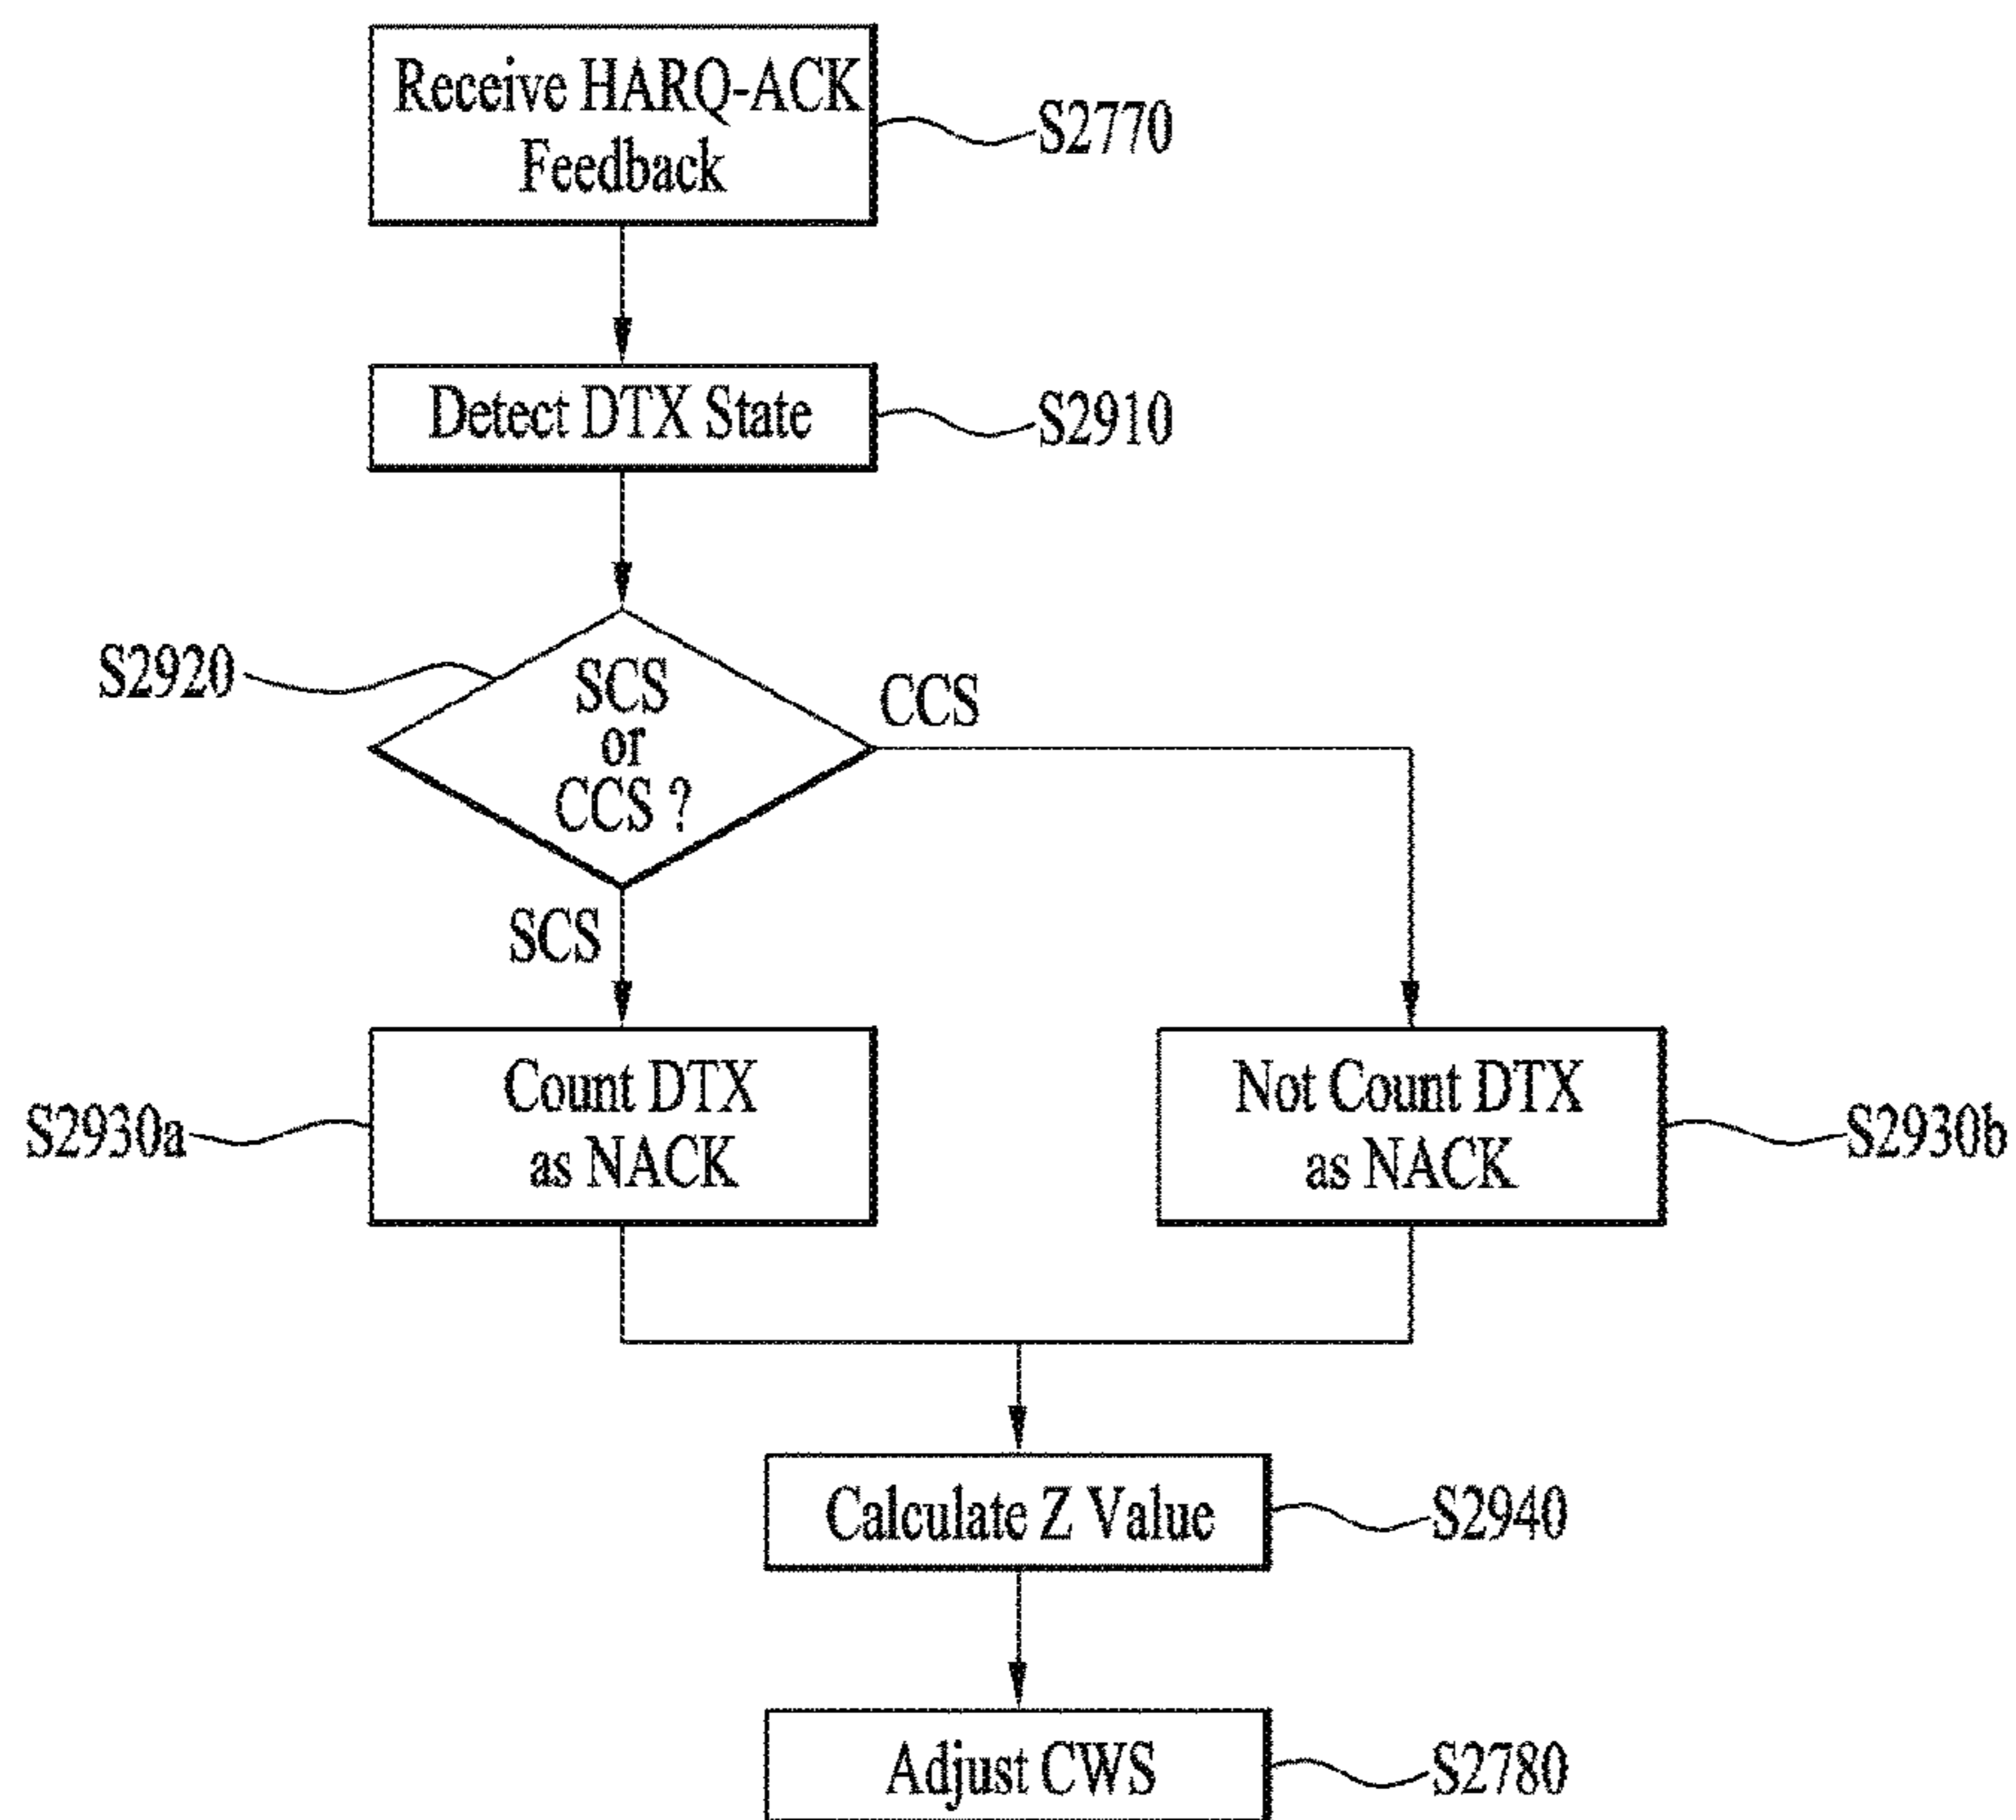 Receive HARQ-ACK
Feedback
S2770
Detect DTX State
S2910
S2920
SCS
or
CCS ?
CCS
SCS
Count DTX
as NACK
S2930a
Not Count DTX
as NACK
S2930b
Calculate Z Value
S2940
Adjust CWS
S2780